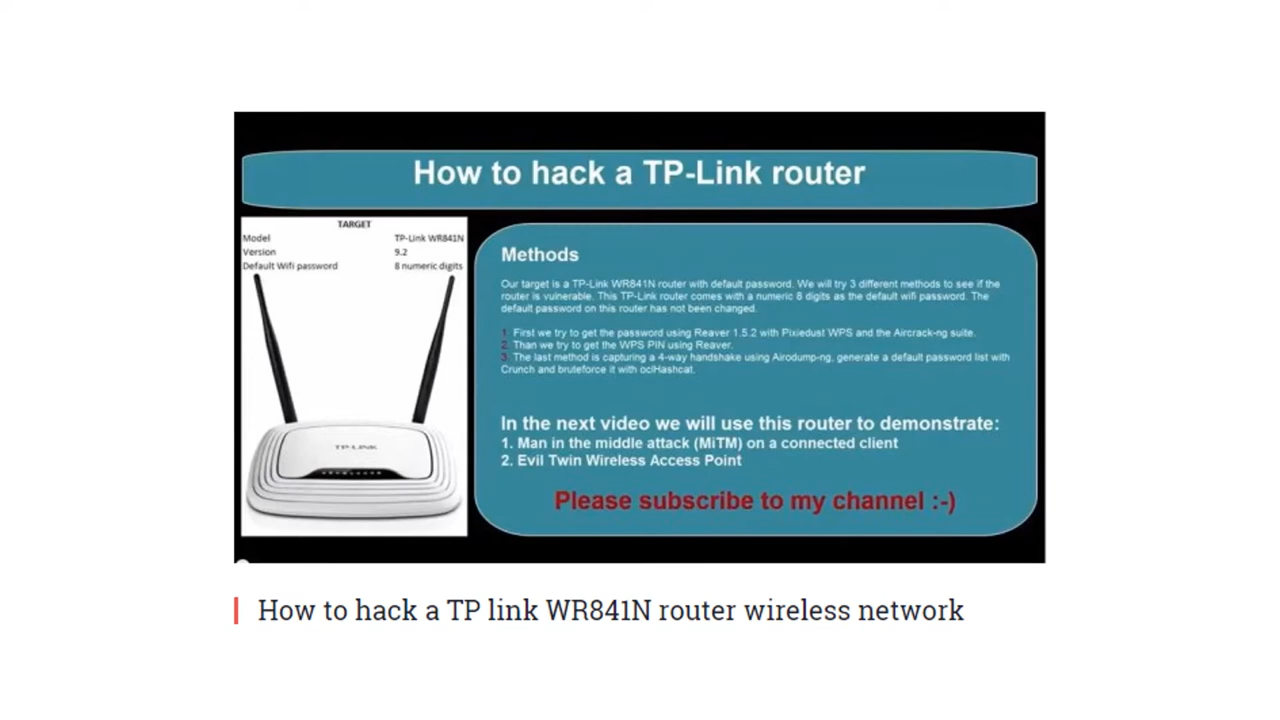 How to hack a TP-Link router
TARGET
Model TP-Link WR841N
Version 9.2
Default Wifi password 8 numeric digits
TP-LINK
Methods
Our target is a TP-Link WR841N router with default password. We will try 3 different methods to see if the
router is vulnerable. This TP-Link router comes with a numeric 8 digits as the default wifi password. The
default password on this router has not been changed.
1. First we try to get the password using Reaver 1.5.2 with Pixiedust WPS and the Aircrack-ng suite.
2. Than we try to get the WPS PIN using Reaver.
3. The last method is capturing a 4-way handshake using Airodump-ng, generate a default password list with
Crunch and bruteforce it with oclHashcat.
In the next video we will use this router to demonstrate:
1. Man in the middle attack (MiTM) on a connected client
2. Evil Twin Wireless Access Point
Please subscribe to my channel :-)
How to hack a TP link WR841N router wireless network